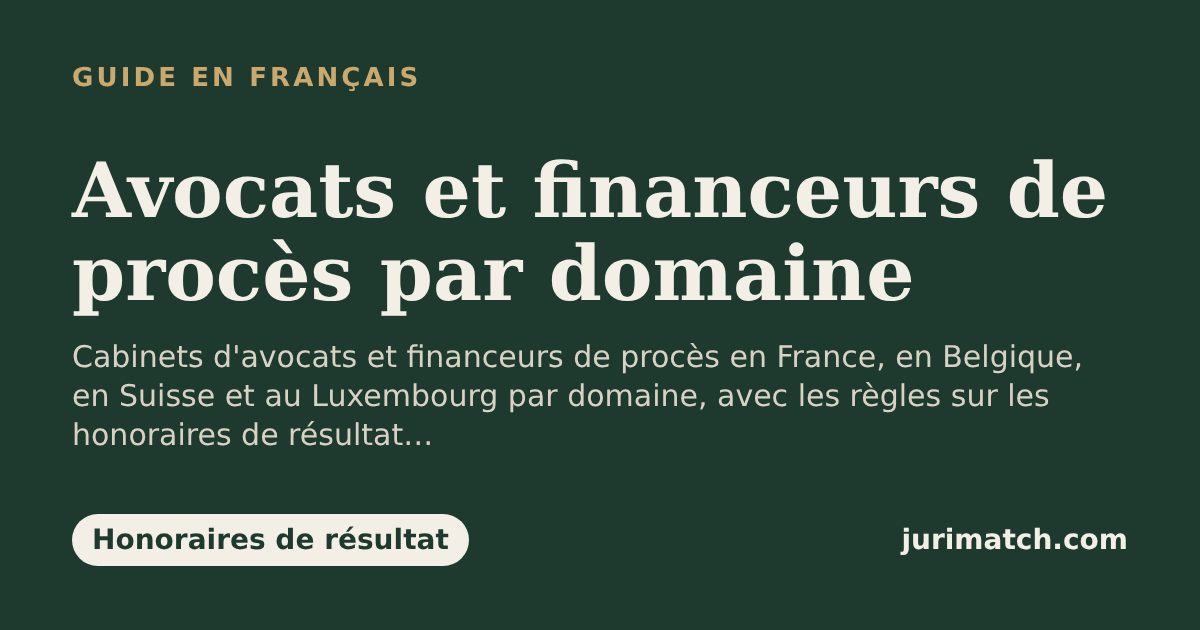 GUIDE EN FRANÇAIS
Avocats et financeurs de
procès par domaine
Cabinets d'avocats et financeurs de procès en France, en Belgique,
en Suisse et au Luxembourg par domaine, avec les règles sur les
honoraires de résultat…
Honoraires de résultat
jurimatch.com